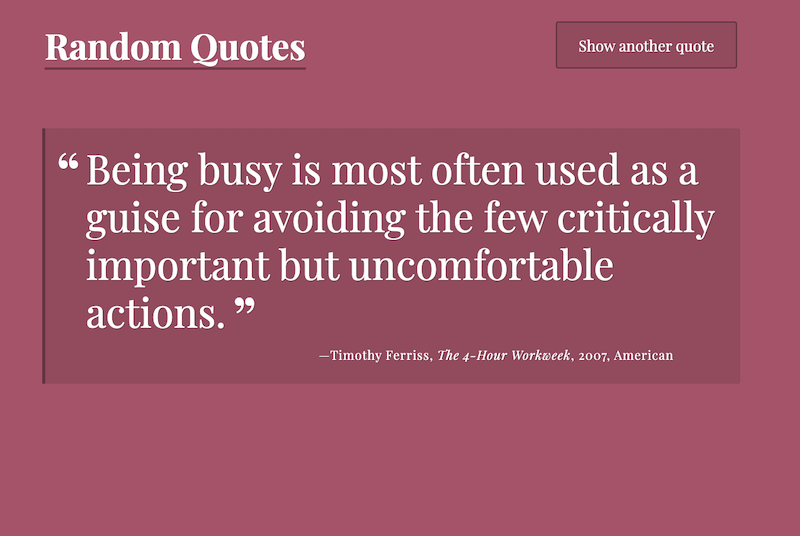 Random Quotes
Show another quote
“ Being busy is most often used as a
guise for avoiding the few critically
important but uncomfortable
actions. ”
—Timothy Ferriss, The 4-Hour Workweek, 2007, American